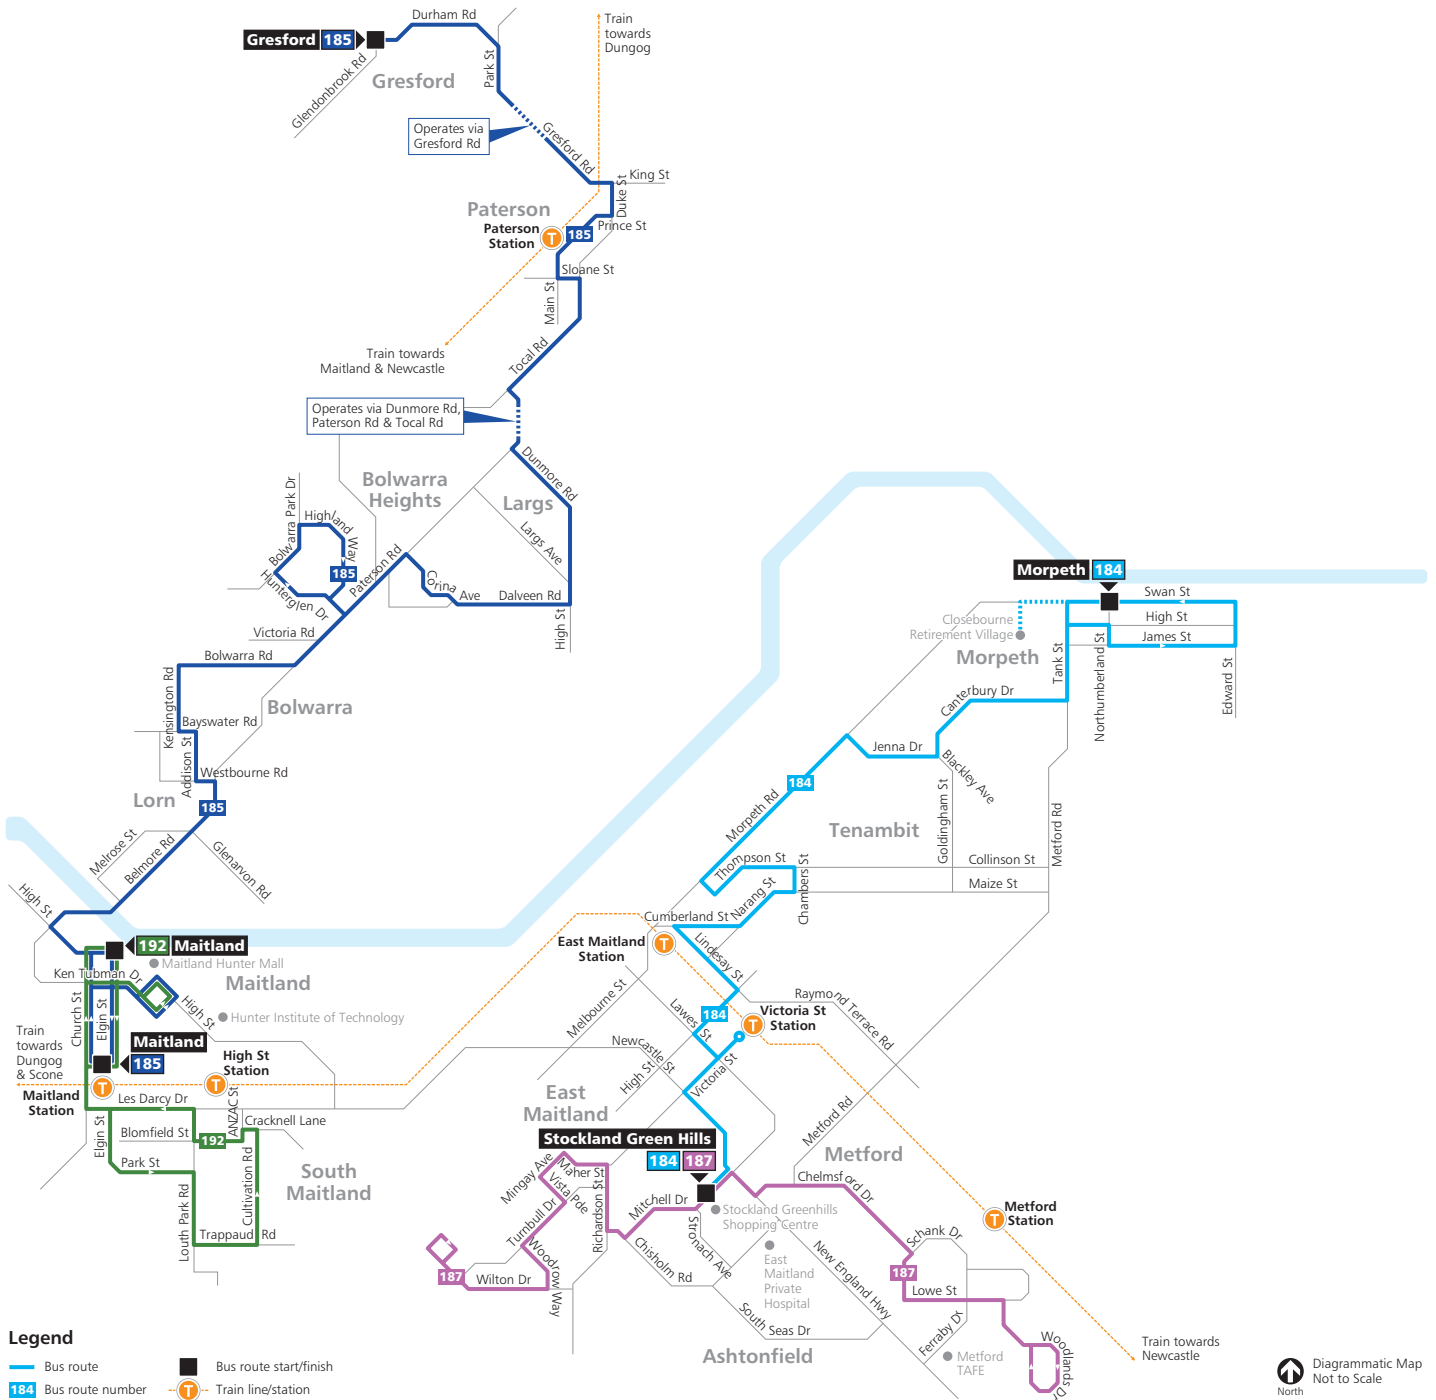 Durham Rd
Train
towards
Dungog
Gresford 185
Glendonbrook Rd
Gresford
Park St
Operates via
Gresford Rd
Gresford Rd
King St
Duke St
Paterson
Paterson
Station
T
185
Prince St
Sloane St
Main St
Train towards
Maitland & Newcastle
Tocal Rd
Operates via Dunmore Rd,
Paterson Rd & Tocal Rd
Bolwarra
Heights
Dunmore Rd
Largs
Largs Ave
Bolwarra Park Dr
Highland Way
185
Hunterglen Dr
Paterson Rd
Corina Ave
Dalveen Rd
High St
Victoria Rd
Bolwarra Rd
Kensington Rd
Bolwarra
Bayswater Rd
Addison St
Westbourne Rd
Lorn
185
Melrose St
Belmore Rd
Glenarvon Rd
High St
192 Maitland
Maitland Hunter Mall
Ken Tubman Dr
Maitland
High St
Church St
Elgin St
Hunter Institute of Technology
Train
towards
Dungog
& Scone
Maitland
185
High St
Station
T
Maitland
Station
T
Les Darcy Dr
ANZAC St
Elgin St
Blomfield St
192
Cracknell Lane
Park St
Cultivation Rd
South
Maitland
Louth Park Rd
Trappaud Rd
Morpeth 184
Swan St
Closebourne
Retirement Village
High St
James St
Morpeth
Tank St
Northumberland St
Edward St
Canterbury Dr
Jenna Dr
Blackley Ave
184
Morpeth Rd
Tenambit
Goldingham St
Metford Rd
Thompson St
Collinson St
Maize St
Narang St
Chambers St
Cumberland St
East Maitland
Station
T
Lindesay St
Melbourne St
Raymond Terrace Rd
Lawes St
184
T
Victoria St
Station
Newcastle St
High St
Victoria St
East
Maitland
Metford Rd
Stockland Green Hills
184 187
Metford
Mingay Ave
Maher St
Vista Pde
Chelmsford Dr
Turnbull Dr
Richardson St
Mitchell Dr
Stockland Greenhills
Shopping Centre
T
Metford
Station
Stronach Ave
Schank Dr
Chisholm Rd
East
Maitland
Private
Hospital
New England Hwy
187
Woodrow Way
Wilton Dr
187
Lowe St
South Seas Dr
Ferraby Dr
Ashtonfield
Metford
TAFE
Woodlands Dr
Train towards
Newcastle
Legend
Bus route
Bus route start/finish
184 Bus route number
T Train line/station
North
Diagrammatic Map
Not to Scale